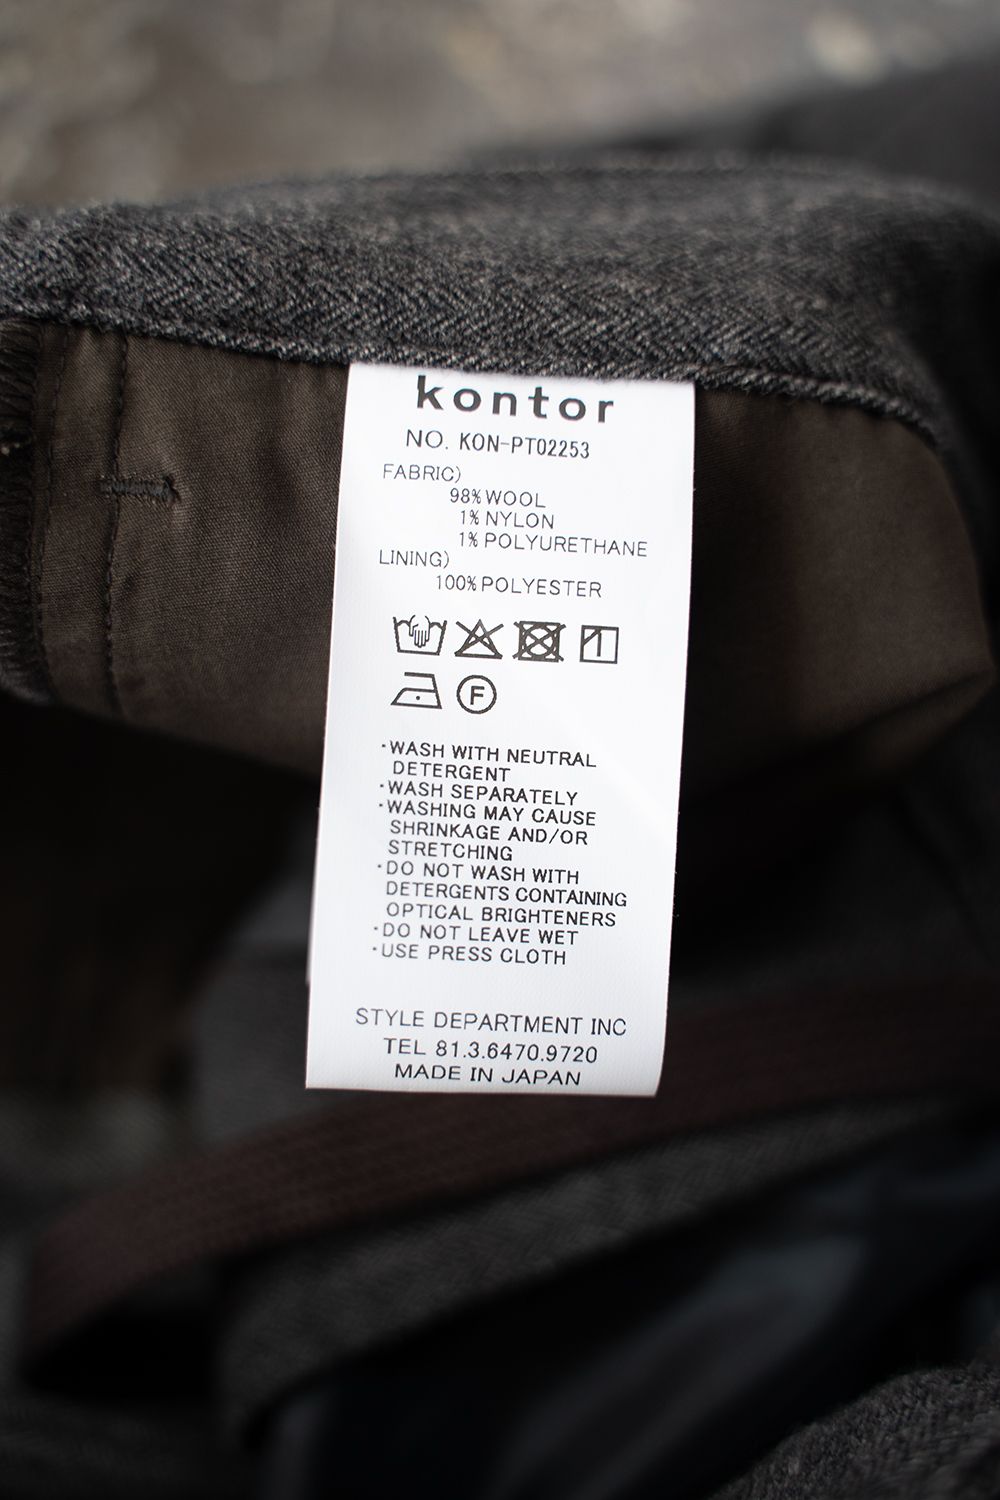 kontor
NO. KON-PT02253
FABRIC)
98% WOOL
1% NYLON
1% POLYURETHANE
LINING)
100% POLYESTER
F
·WASH WITH NEUTRAL
DETERGENT
·WASH SEPARATELY
·WASHING MAY CAUSE
SHRINKAGE AND/OR
STRETCHING
·DO NOT WASH WITH
DETERGENTS CONTAINING
OPTICAL BRIGHTENERS
·DO NOT LEAVE WET
·USE PRESS CLOTH
STYLE DEPARTMENT INC
TEL 81.3.6470.9720
MADE IN JAPAN